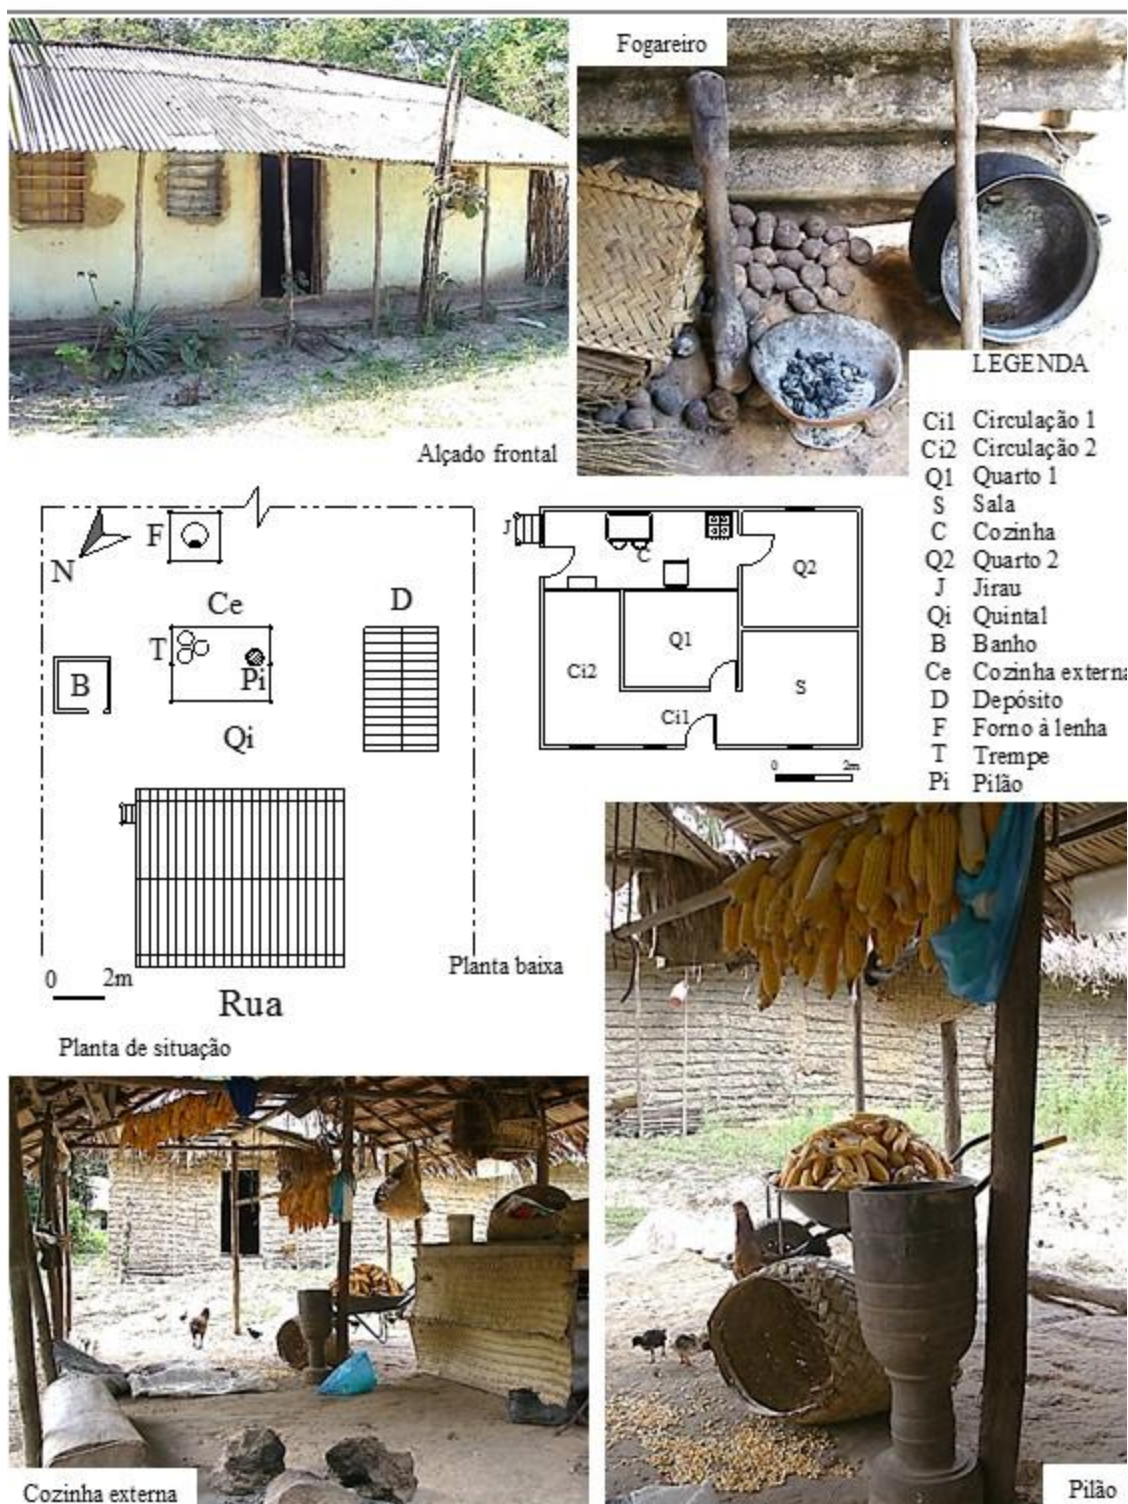 Fogareiro
Alçado frontal
LEGENDA
Ci1 Circulação 1
Ci2 Circulação 2
Q1 Quarto 1
S Sala
C Cozinha
Q2 Quarto 2
J Jirau
Qi Quintal
B Banho
Ce Cozinha externa
D Depósito
F Forno à lenha
T Trempe
Pi Pilão
N
F
Ce
D
T
Pi
B
Qi
0 2m
Rua
Planta de situação
J
C
Q2
Q1
Ci2
S
Ci1
0 2m
Planta baixa
Cozinha externa
Pilão